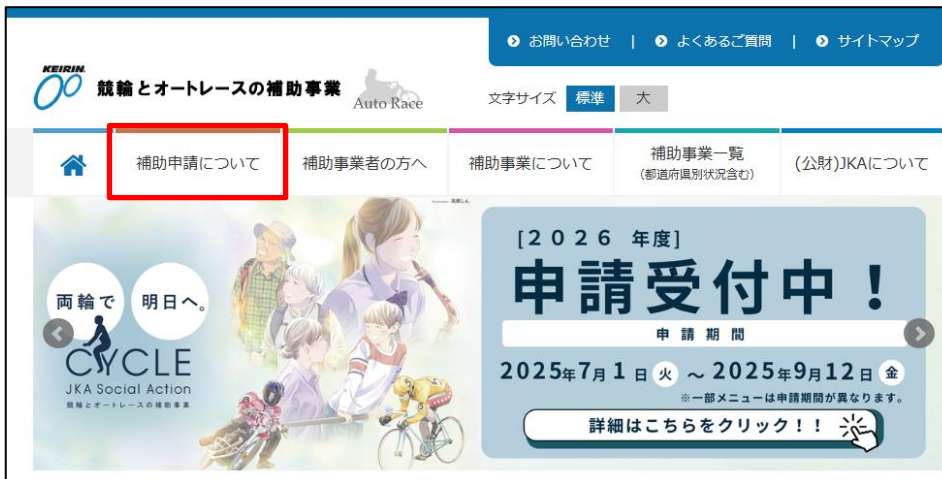 お問い合わせ | よくあるご質問 | サイトマップ
KEIRIN
競輪とオートレースの補助事業
Auto Race
文字サイズ 標準 大
補助申請について
補助事業者の方へ
補助事業について
補助事業一覧
(都道府県別状況含む)
(公財)JKAについて
両輪で 明日へ。
CYCLE
JKA Social Action
競輪とオートレースの補助事業
[2026 年度]
申請受付中!
申請期間
2025年7月1日 火 ～ 2025年9月12日 金
※一部メニューは申請期間が異なります。
詳細はこちらをクリック!!